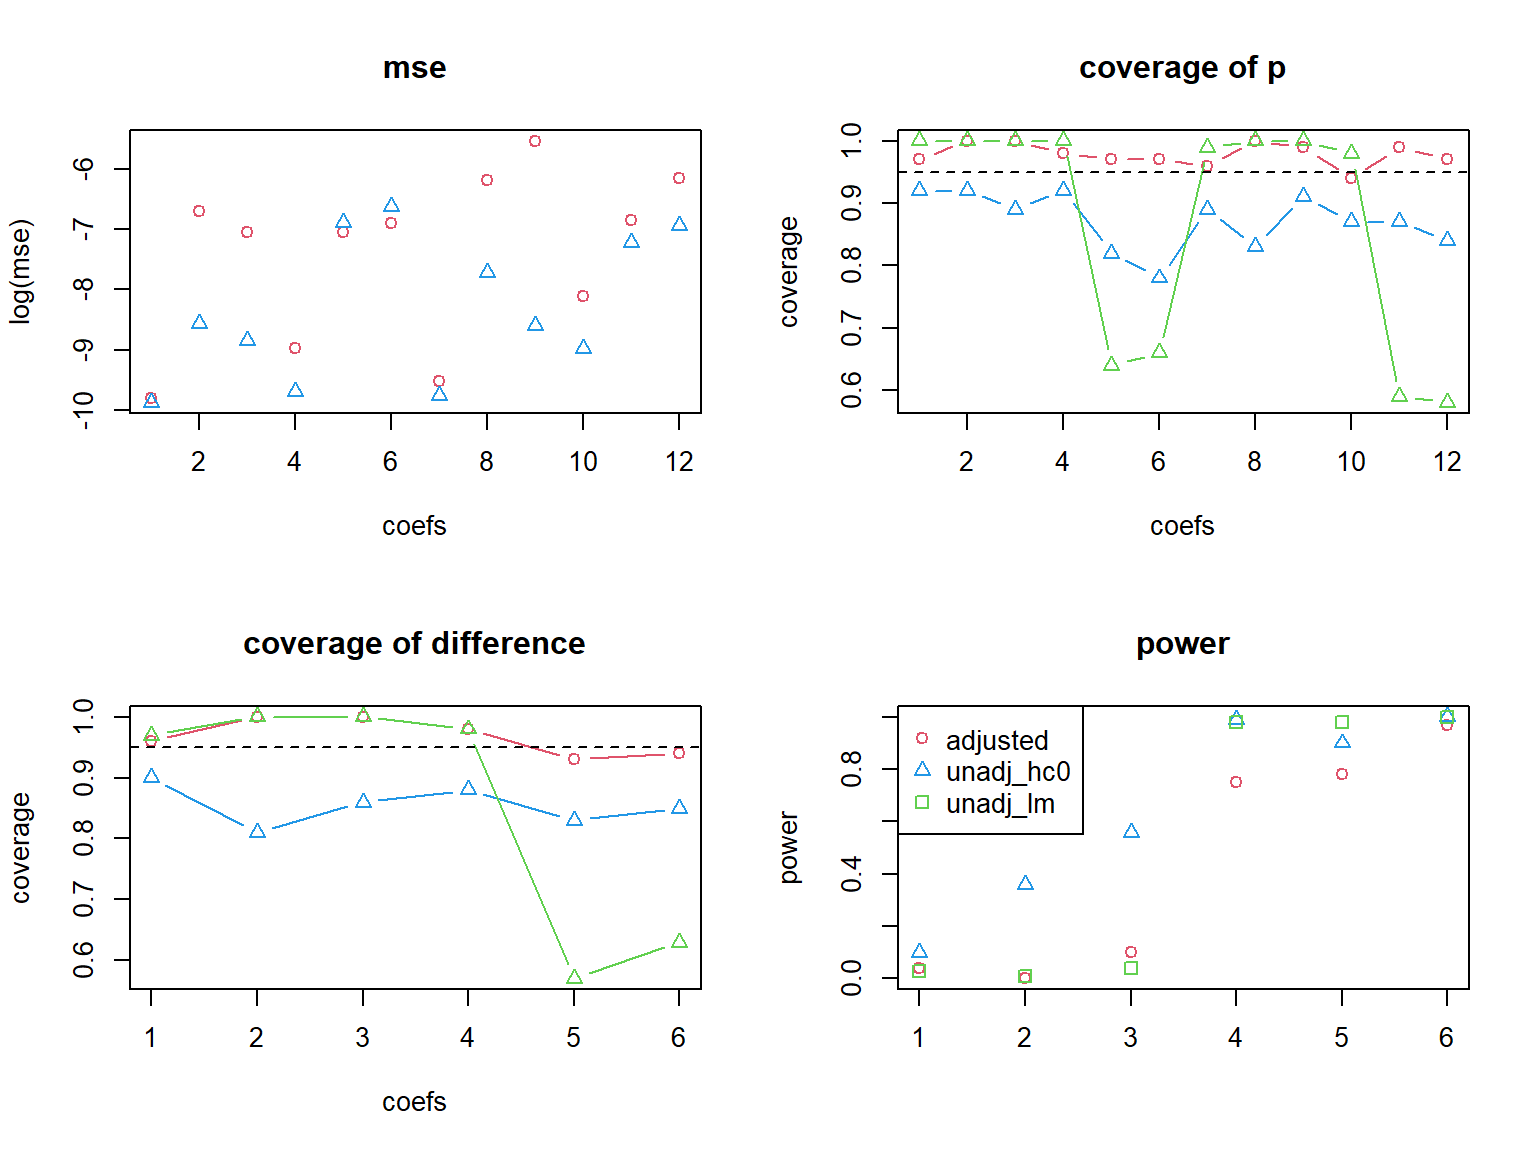 mse
log(mse)
-6
-7
-8
-9
-10
2 4 6 8 10 12
coefs
coverage of p
coverage
1.0
0.9
0.8
0.7
0.6
2 4 6 8 10 12
coefs
coverage of difference
coverage
1.0
0.9
0.8
0.7
0.6
1 2 3 4 5 6
coefs
power
power
0.8
0.4
0.0
adjusted
unadj_hc0
unadj_lm
1 2 3 4 5 6